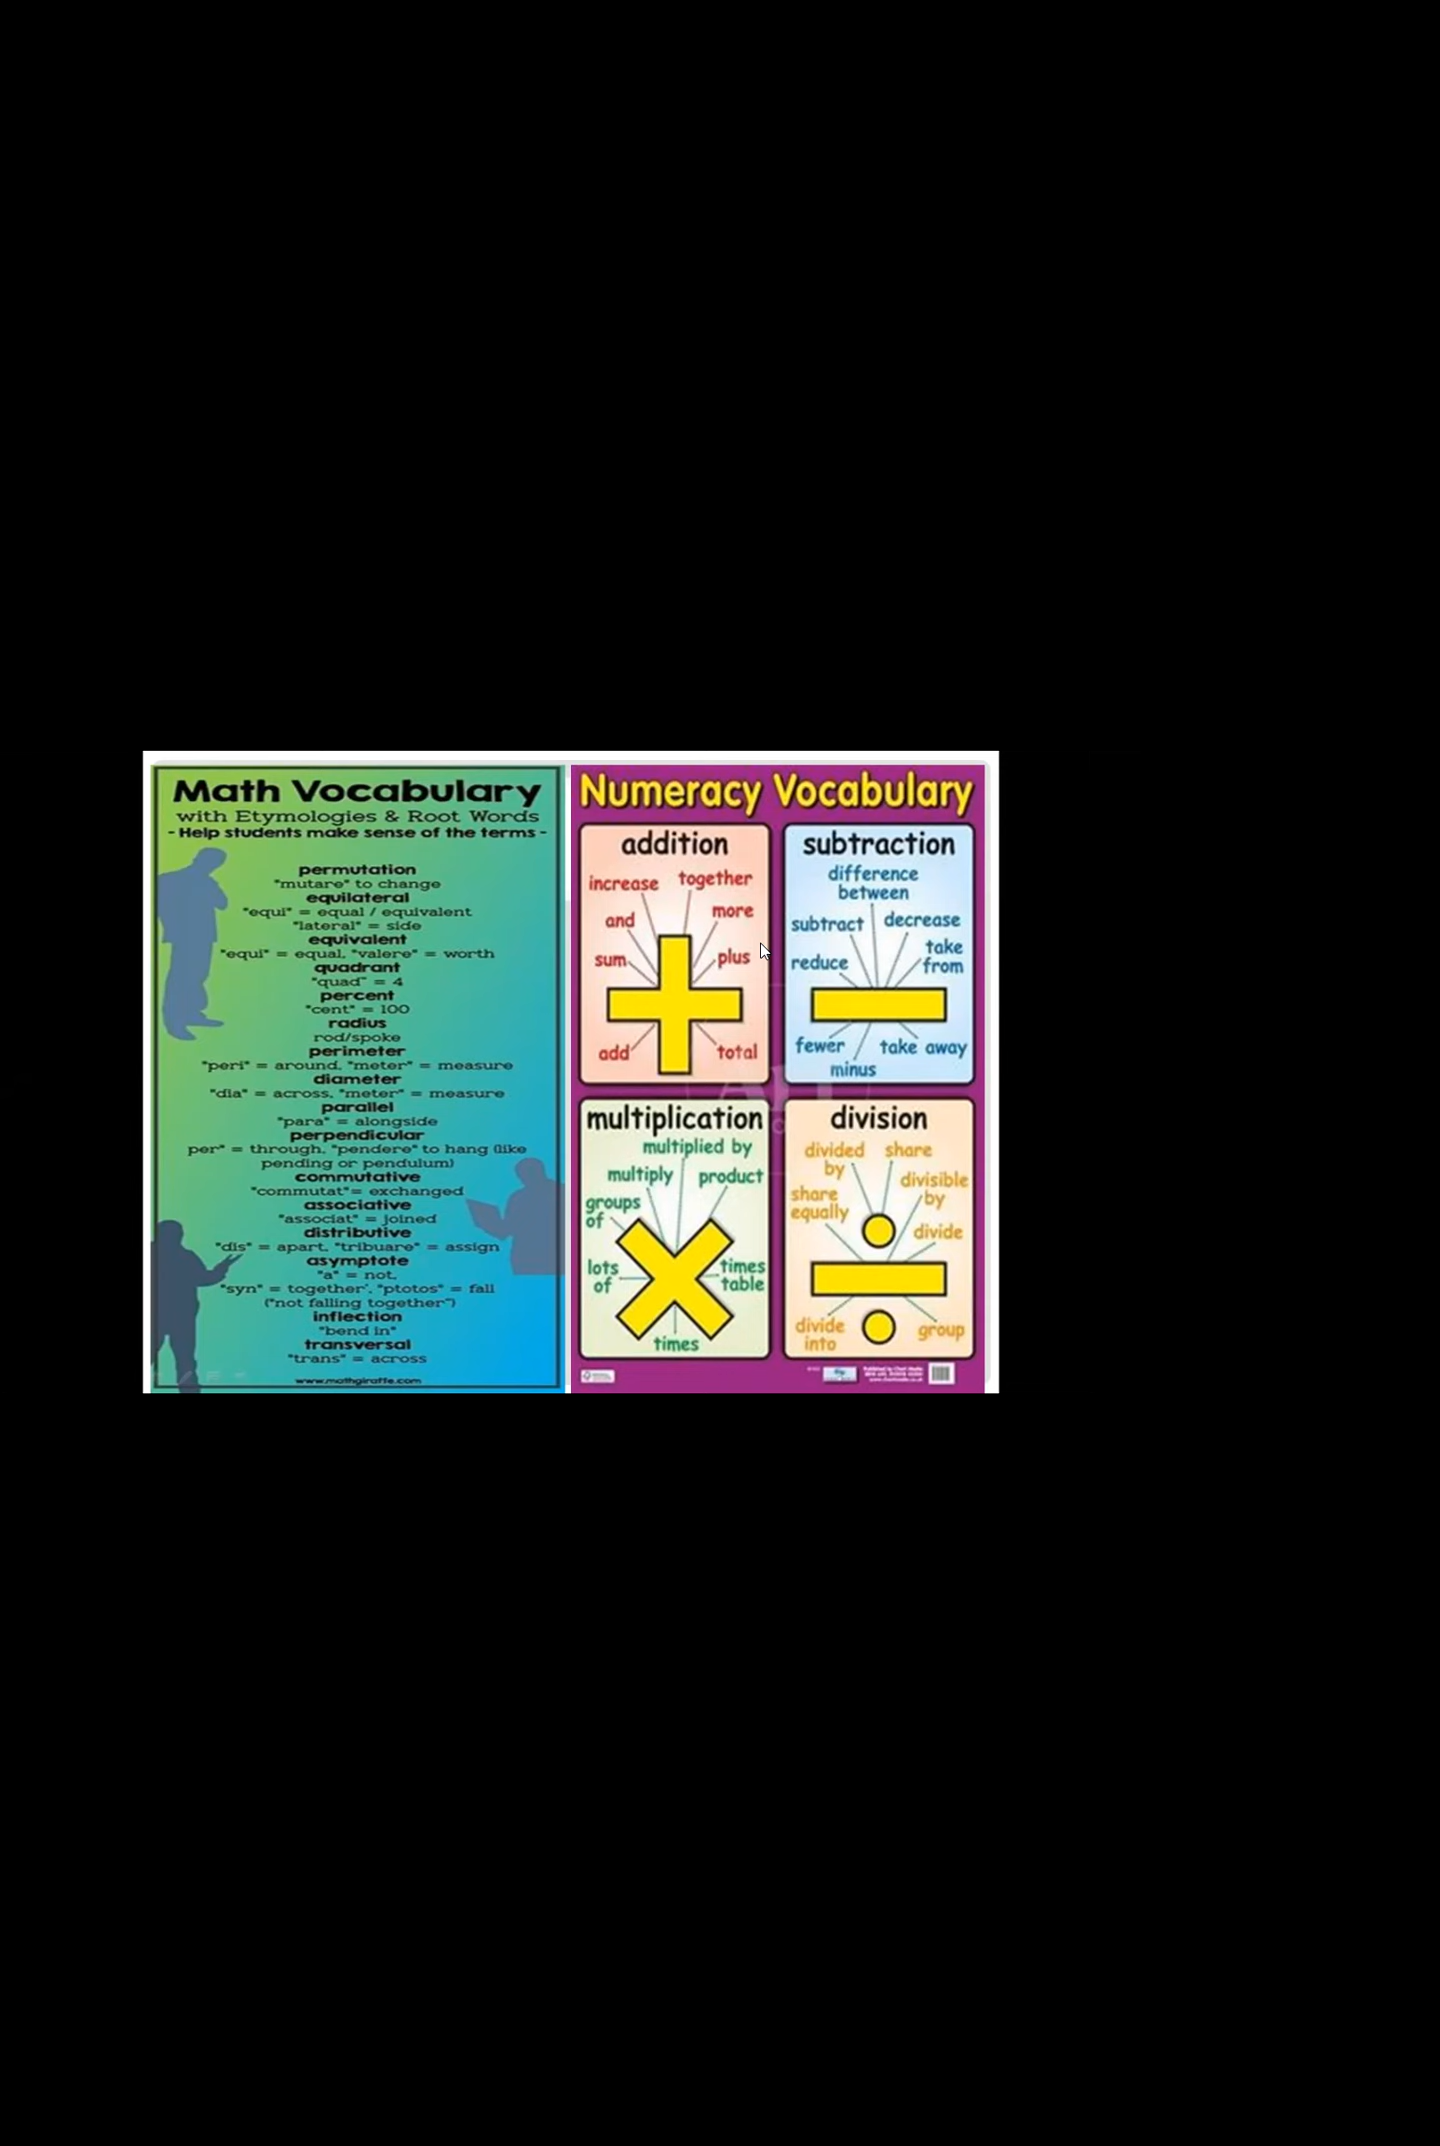 Math Vocabulary
with Etymologies & Root Words
- Help students make sense of the terms -
permutation
"mutare" to change
equilateral
"equi" = equal / equivalent
"lateral" = side
equivalent
"equi" = equal, "valere" = worth
quadrant
"quad" = 4
percent
"cent" = 100
radius
rod/spoke
perimeter
"peri" = around, "meter" = measure
diameter
"dia" = across, "meter" = measure
parallel
"para" = alongside
perpendicular
per" = through, "pendere" to hang (like
pending or pendulum)
commutative
"commutat"= exchanged
associative
"associat" = joined
distributive
"dis" = apart, "tribuare" = assign
asymptote
"a" = not,
"syn" = together', "ptotos" = fall
("not falling together")
inflection
"bend in"
transversal
"trans" = across
www.mathgiraffe.com
Numeracy Vocabulary
addition
increase
together
and
more
sum
plus
add
total
subtraction
difference
between
subtract
decrease
reduce
take
from
fewer
take away
minus
multiplication
multiplied by
multiply
product
groups
of
lots
of
times
table
times
division
divided
by
share
share
equally
divisible
by
divide
divide
into
group